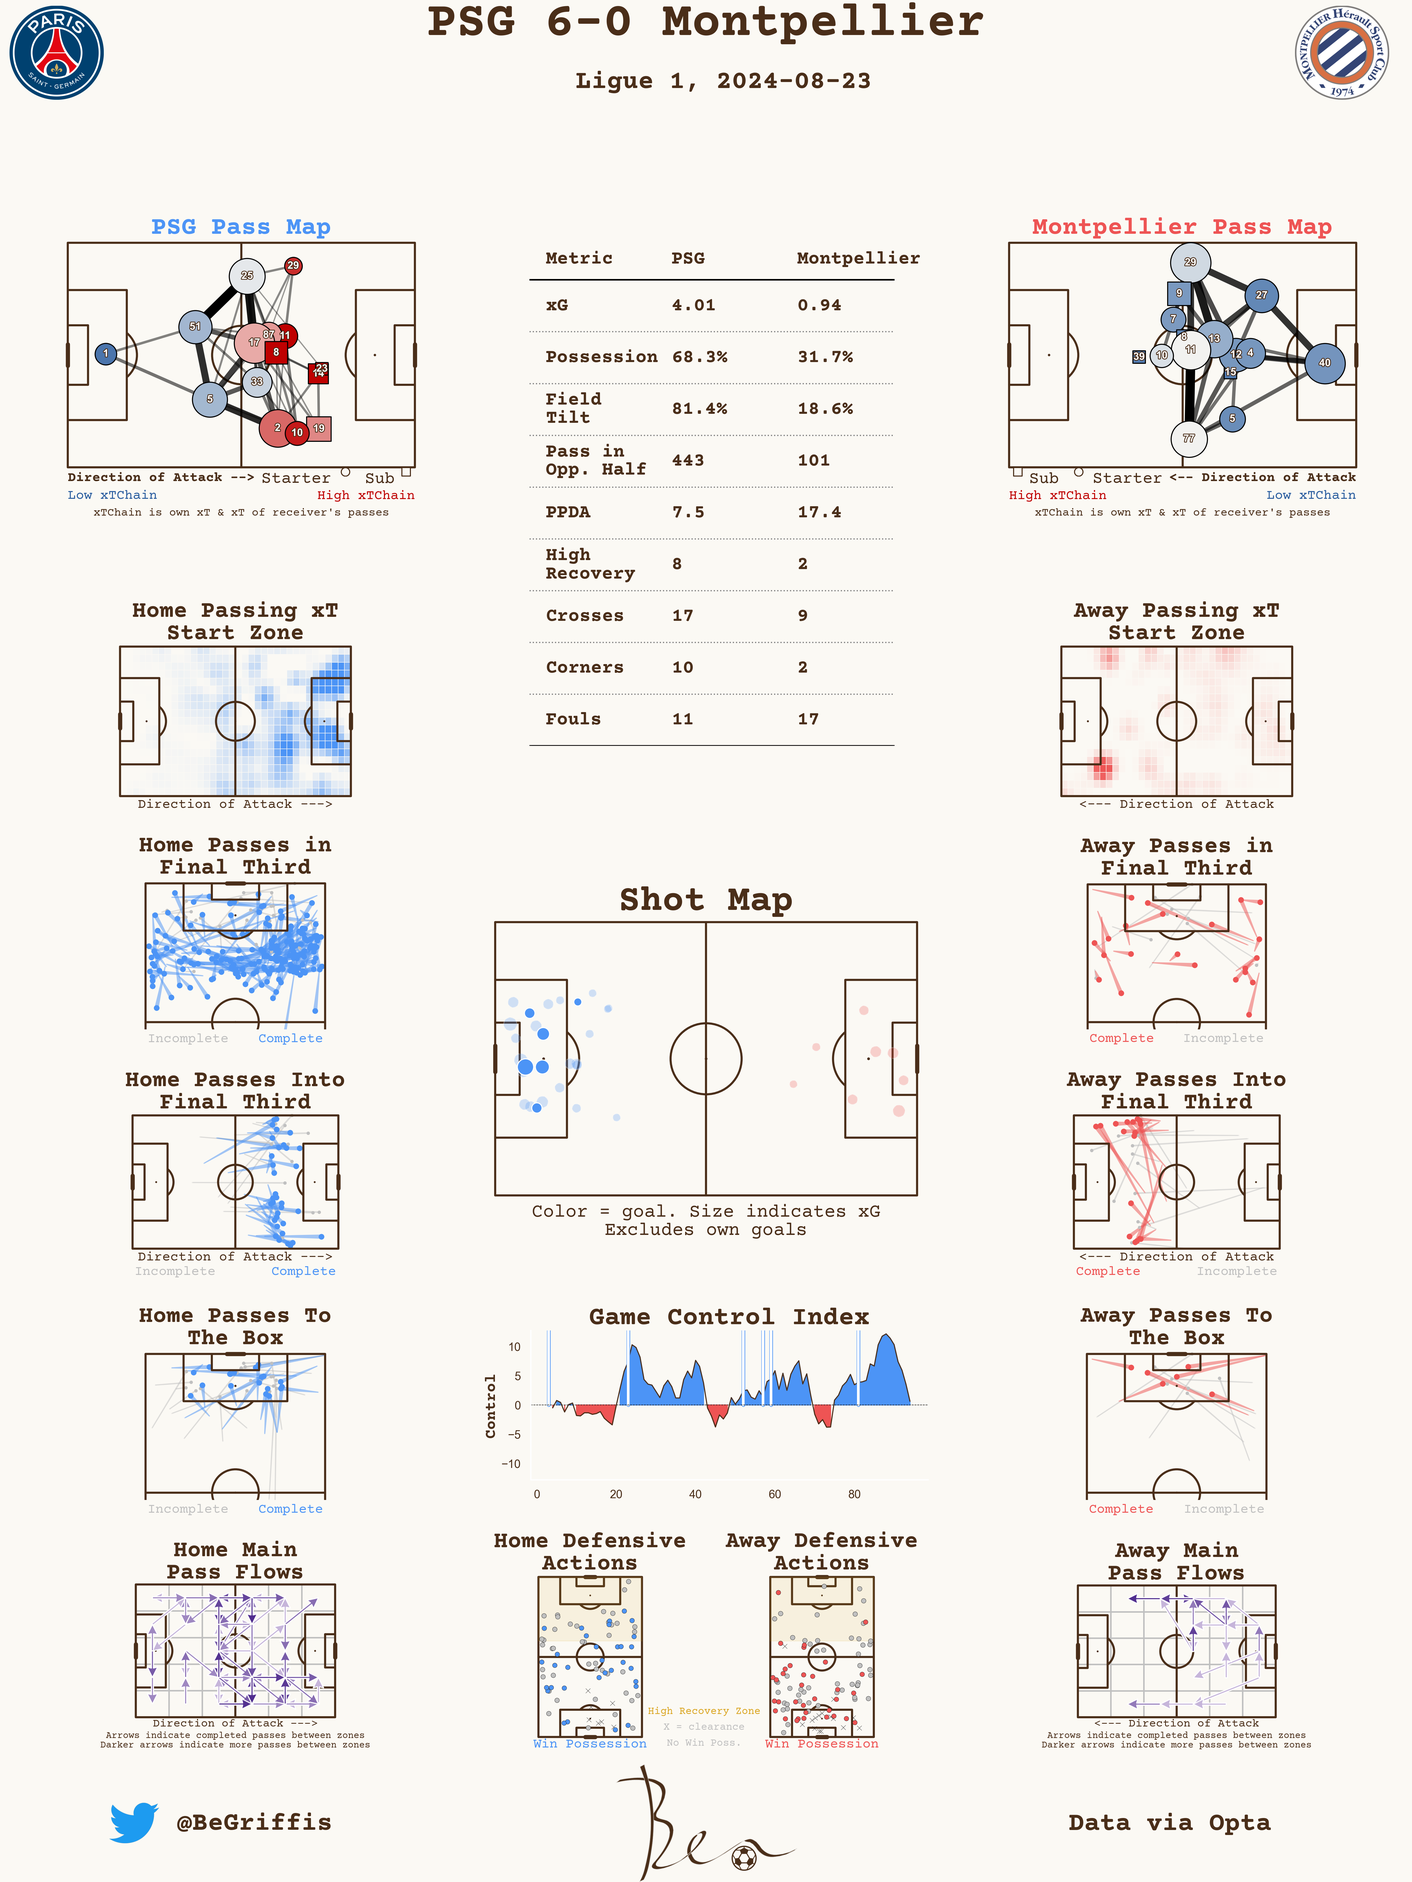 PSG 6-0 Montpellier
Ligue 1, 2024-08-23
PARIS
SAINT-GERMAIN
MONTPELLIER Hérault Sport Club
1974
PSG Pass Map
25
29
51
17
87
11
8
1
23
14
33
5
2
10
19
Direction of Attack --> Starter Sub
Low xTChain High xTChain
xTChain is own xT & xT of receiver's passes
Metric PSG Montpellier
xG 4.01 0.94
Possession 68.3% 31.7%
Field
Tilt 81.4% 18.6%
Pass in
Opp. Half 443 101
PPDA 7.5 17.4
High
Recovery 8 2
Crosses 17 9
Corners 10 2
Fouls 11 17
Montpellier Pass Map
29
9
27
7
8
13
39
10
11
12
4
40
15
5
77
Sub Starter <-- Direction of Attack
High xTChain Low xTChain
xTChain is own xT & xT of receiver's passes
Home Passing xT
Start Zone
Direction of Attack --->
Away Passing xT
Start Zone
<--- Direction of Attack
Home Passes in
Final Third
Incomplete Complete
Away Passes in
Final Third
Complete Incomplete
Shot Map
Color = goal. Size indicates xG
Excludes own goals
Home Passes Into
Final Third
Direction of Attack --->
Incomplete Complete
Away Passes Into
Final Third
<--- Direction of Attack
Complete Incomplete
Home Passes To
The Box
Incomplete Complete
Game Control Index
Control
10
5
0
−5
−10
0 20 40 60 80
Away Passes To
The Box
Complete Incomplete
Home Main
Pass Flows
Direction of Attack --->
Arrows indicate completed passes between zones
Darker arrows indicate more passes between zones
Home Defensive
Actions
Win Possession
High Recovery Zone
X = clearance
No Win Poss.
Away Defensive
Actions
Win Possession
Away Main
Pass Flows
<--- Direction of Attack
Arrows indicate completed passes between zones
Darker arrows indicate more passes between zones
@BeGriffis
Ben
Data via Opta